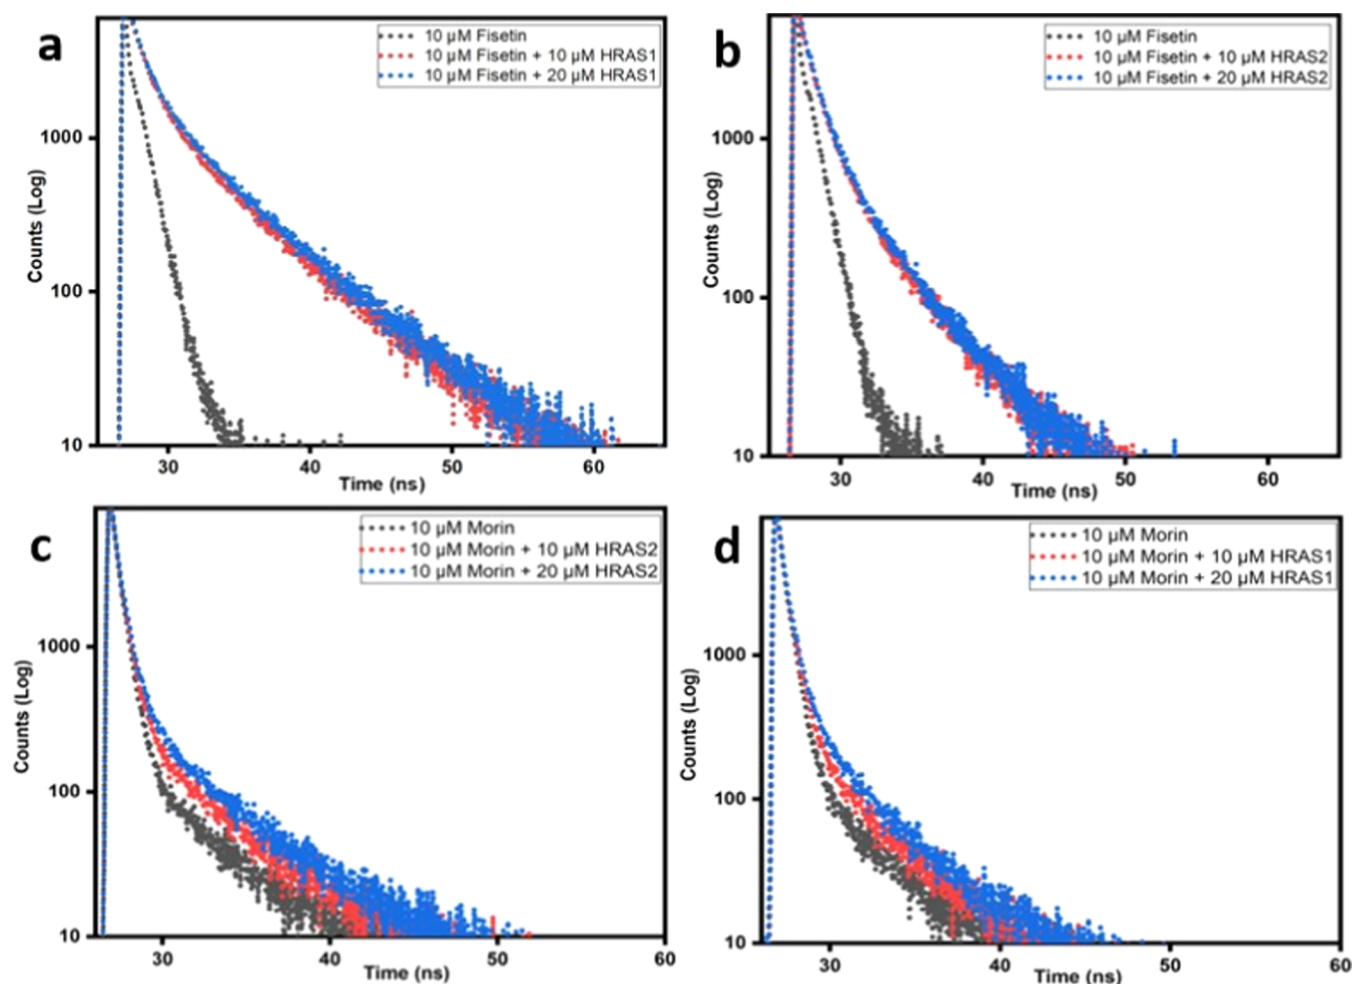 a
10 µM Fisetin
10 µM Fisetin + 10 µM HRAS1
10 µM Fisetin + 20 µM HRAS1
Counts (Log)
1000
100
10
30 40 50 60
Time (ns)
b
10 µM Fisetin
10 µM Fisetin + 10 µM HRAS2
10 µM Fisetin + 20 µM HRAS2
Counts (Log)
1000
100
10
30 40 50 60
Time (ns)
c
10 µM Morin
10 µM Morin + 10 µM HRAS2
10 µM Morin + 20 µM HRAS2
Counts (Log)
1000
100
10
30 40 50 60
Time (ns)
d
10 µM Morin
10 µM Morin + 10 µM HRAS1
10 µM Morin + 20 µM HRAS1
Counts (Log)
1000
100
10
30 40 50 60
Time (ns)